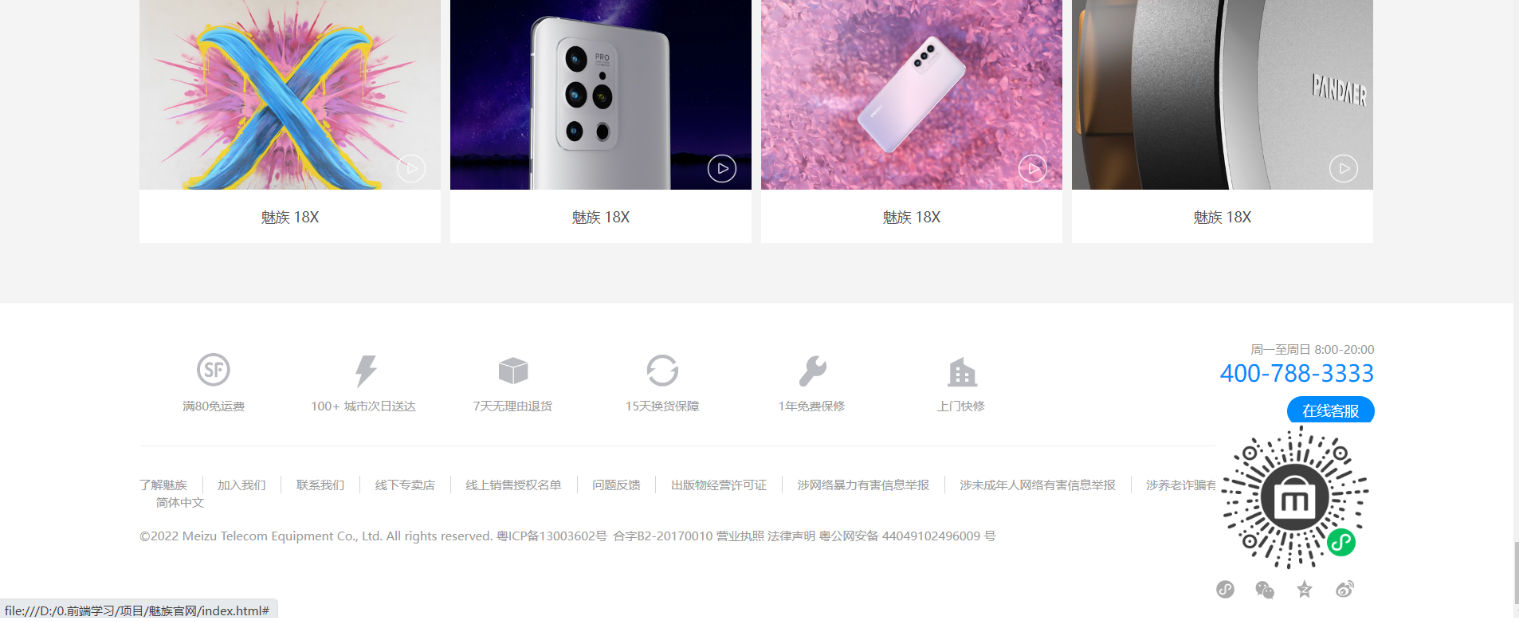 PRO
PANDAER
魅族 18X
魅族 18X
魅族 18X
魅族 18X
SF
满80免运费
100+ 城市次日送达
7天无理由退货
15天换货保障
1年免费保修
上门快修
周一至周日 8:00-20:00
400-788-3333
在线客服
了解魅族
加入我们
联系我们
线下专卖店
线上销售授权名单
问题反馈
出版物经营许可证
涉网络暴力有害信息举报
涉未成年人网络有害信息举报
涉养老诈骗有
简体中文
©2022 Meizu Telecom Equipment Co., Ltd. All rights reserved. 粤ICP备13003602号 合字B2-20170010 营业执照 法律声明 粤公网安备 44049102496009 号
file:///D:/0.前端学习/项目/魅族官网/index.html#